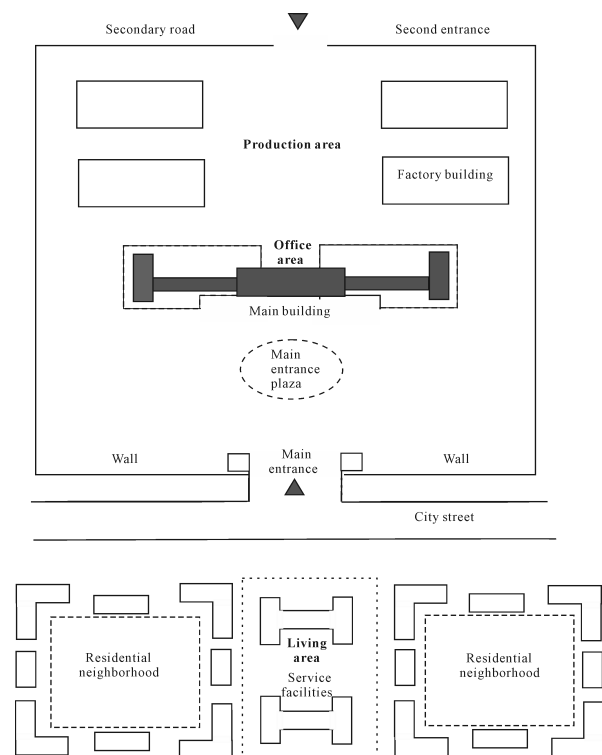 Secondary road
Second entrance
Production area
Factory building
Office
area
Main building
Main
entrance
plaza
Wall
Main
entrance
Wall
City street
Residential
neighborhood
Living
area
Service
facilities
Residential
neighborhood